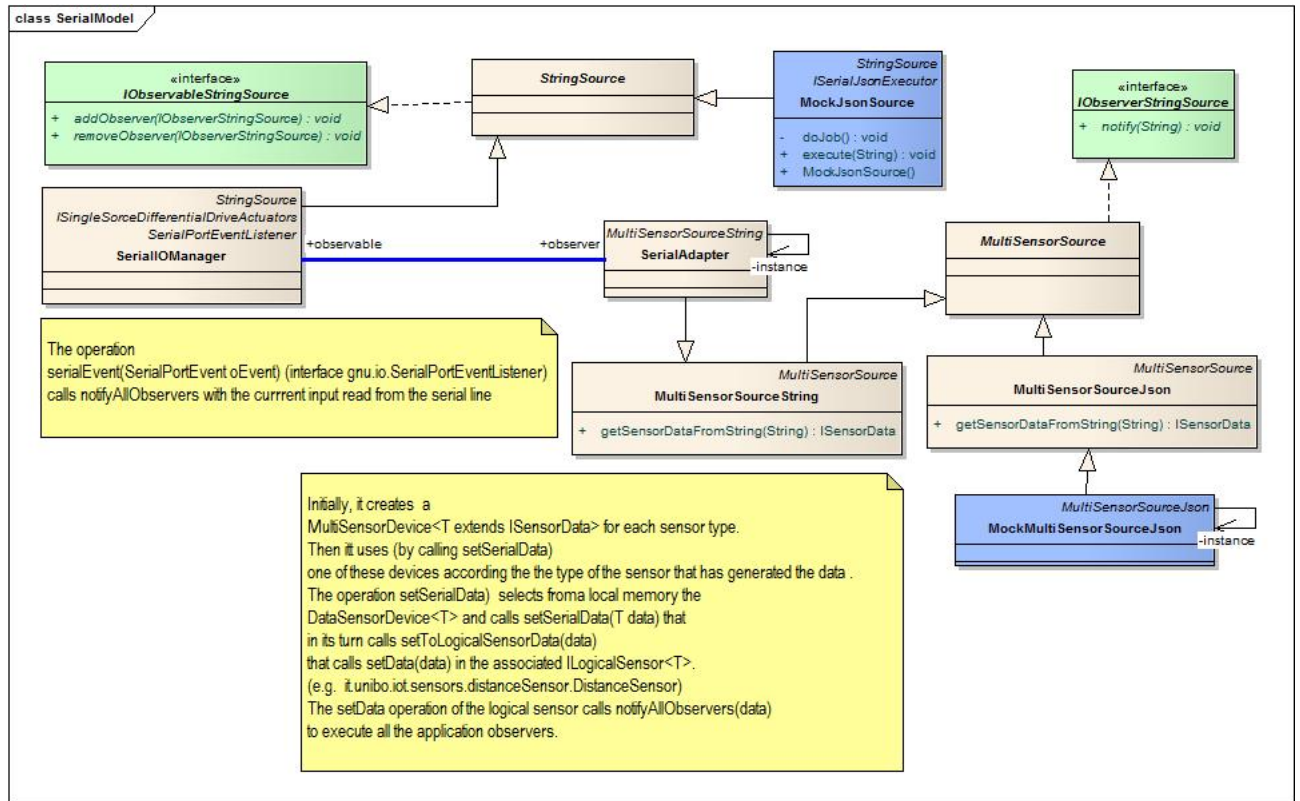 class SerialModel
«interface»
IObservableStringSource
+ addObserver(IObserverStringSource) : void
+ removeObserver(IObserverStringSource) : void
StringSource
StringSource
ISerialJsonExecutor
MockJsonSource
- doJob() : void
+ execute(String) : void
+ MockJsonSource()
«interface»
IObserverStringSource
+ notify(String) : void
StringSource
ISingleSorceDifferentialDriveActuators
SerialPortEventListener
SerialIOManager
+observable
+observer
MultiSensorSourceString
SerialAdapter
-instance
MultiSensorSource
The operation
serialEvent(SerialPortEvent oEvent) (interface gnu.io.SerialPortEventListener)
calls notifyAllObservers with the currrent input read from the serial line
MultiSensorSource
MultiSensorSourceString
+ getSensorDataFromString(String) : ISensorData
MultiSensorSource
MultiSensorSourceJson
+ getSensorDataFromString(String) : ISensorData
MultiSensorSourceJson
MockMultiSensorSourceJson
-instance
Initially, it creates a
MultiSensorDevice<T extends ISensorData> for each sensor type.
Then itt uses (by calling setSerialData)
one of these devices according the the type of the sensor that has generated the data .
The operation setSerialData) selects froma local memory the
DataSensorDevice<T> and calls setSerialData(T data) that
in its turn calls setToLogicalSensorData(data)
that calls setData(data) in the associated ILogicalSensor<T>.
(e.g. it.unibo.iot.sensors.distanceSensor.DistanceSensor)
The setData operation of the logical sensor calls notifyAllObservers(data)
to execute all the application observers.